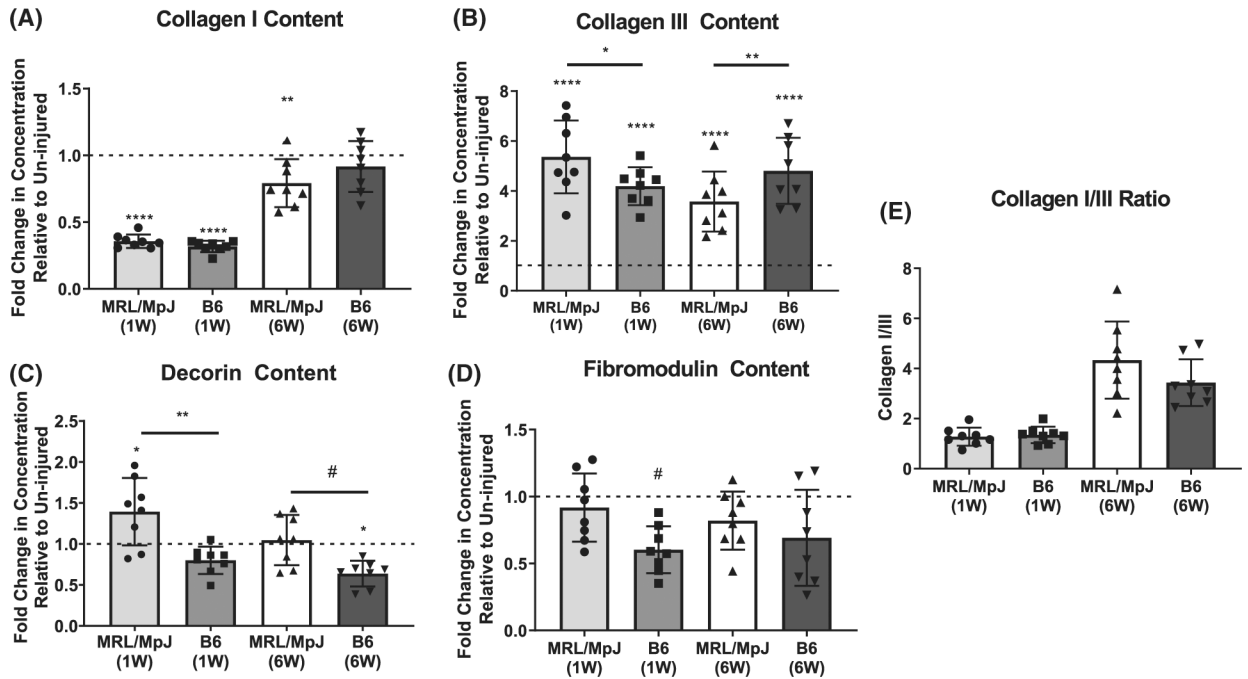 (A)
Collagen I Content
Fold Change in Concentration
Relative to Un-injured
1.5
1.0
0.5
0.0
****
****
**
MRL/MpJ
(1W)
B6
(1W)
MRL/MpJ
(6W)
B6
(6W)
(B)
Collagen III Content
Fold Change in Concentration
Relative to Un-injured
8
6
4
2
0
*
**
****
****
****
****
MRL/MpJ
(1W)
B6
(1W)
MRL/MpJ
(6W)
B6
(6W)
(C)
Decorin Content
Fold Change in Concentration
Relative to Un-injured
2.5
2.0
1.5
1.0
0.5
0.0
**
*
#
*
MRL/MpJ
(1W)
B6
(1W)
MRL/MpJ
(6W)
B6
(6W)
(D)
Fibromodulin Content
Fold Change in Concentration
Relative to Un-injured
1.5
1.0
0.5
0.0
#
MRL/MpJ
(1W)
B6
(1W)
MRL/MpJ
(6W)
B6
(6W)
(E)
Collagen I/III Ratio
Collagen I/III
8
6
4
2
0
MRL/MpJ
(1W)
B6
(1W)
MRL/MpJ
(6W)
B6
(6W)